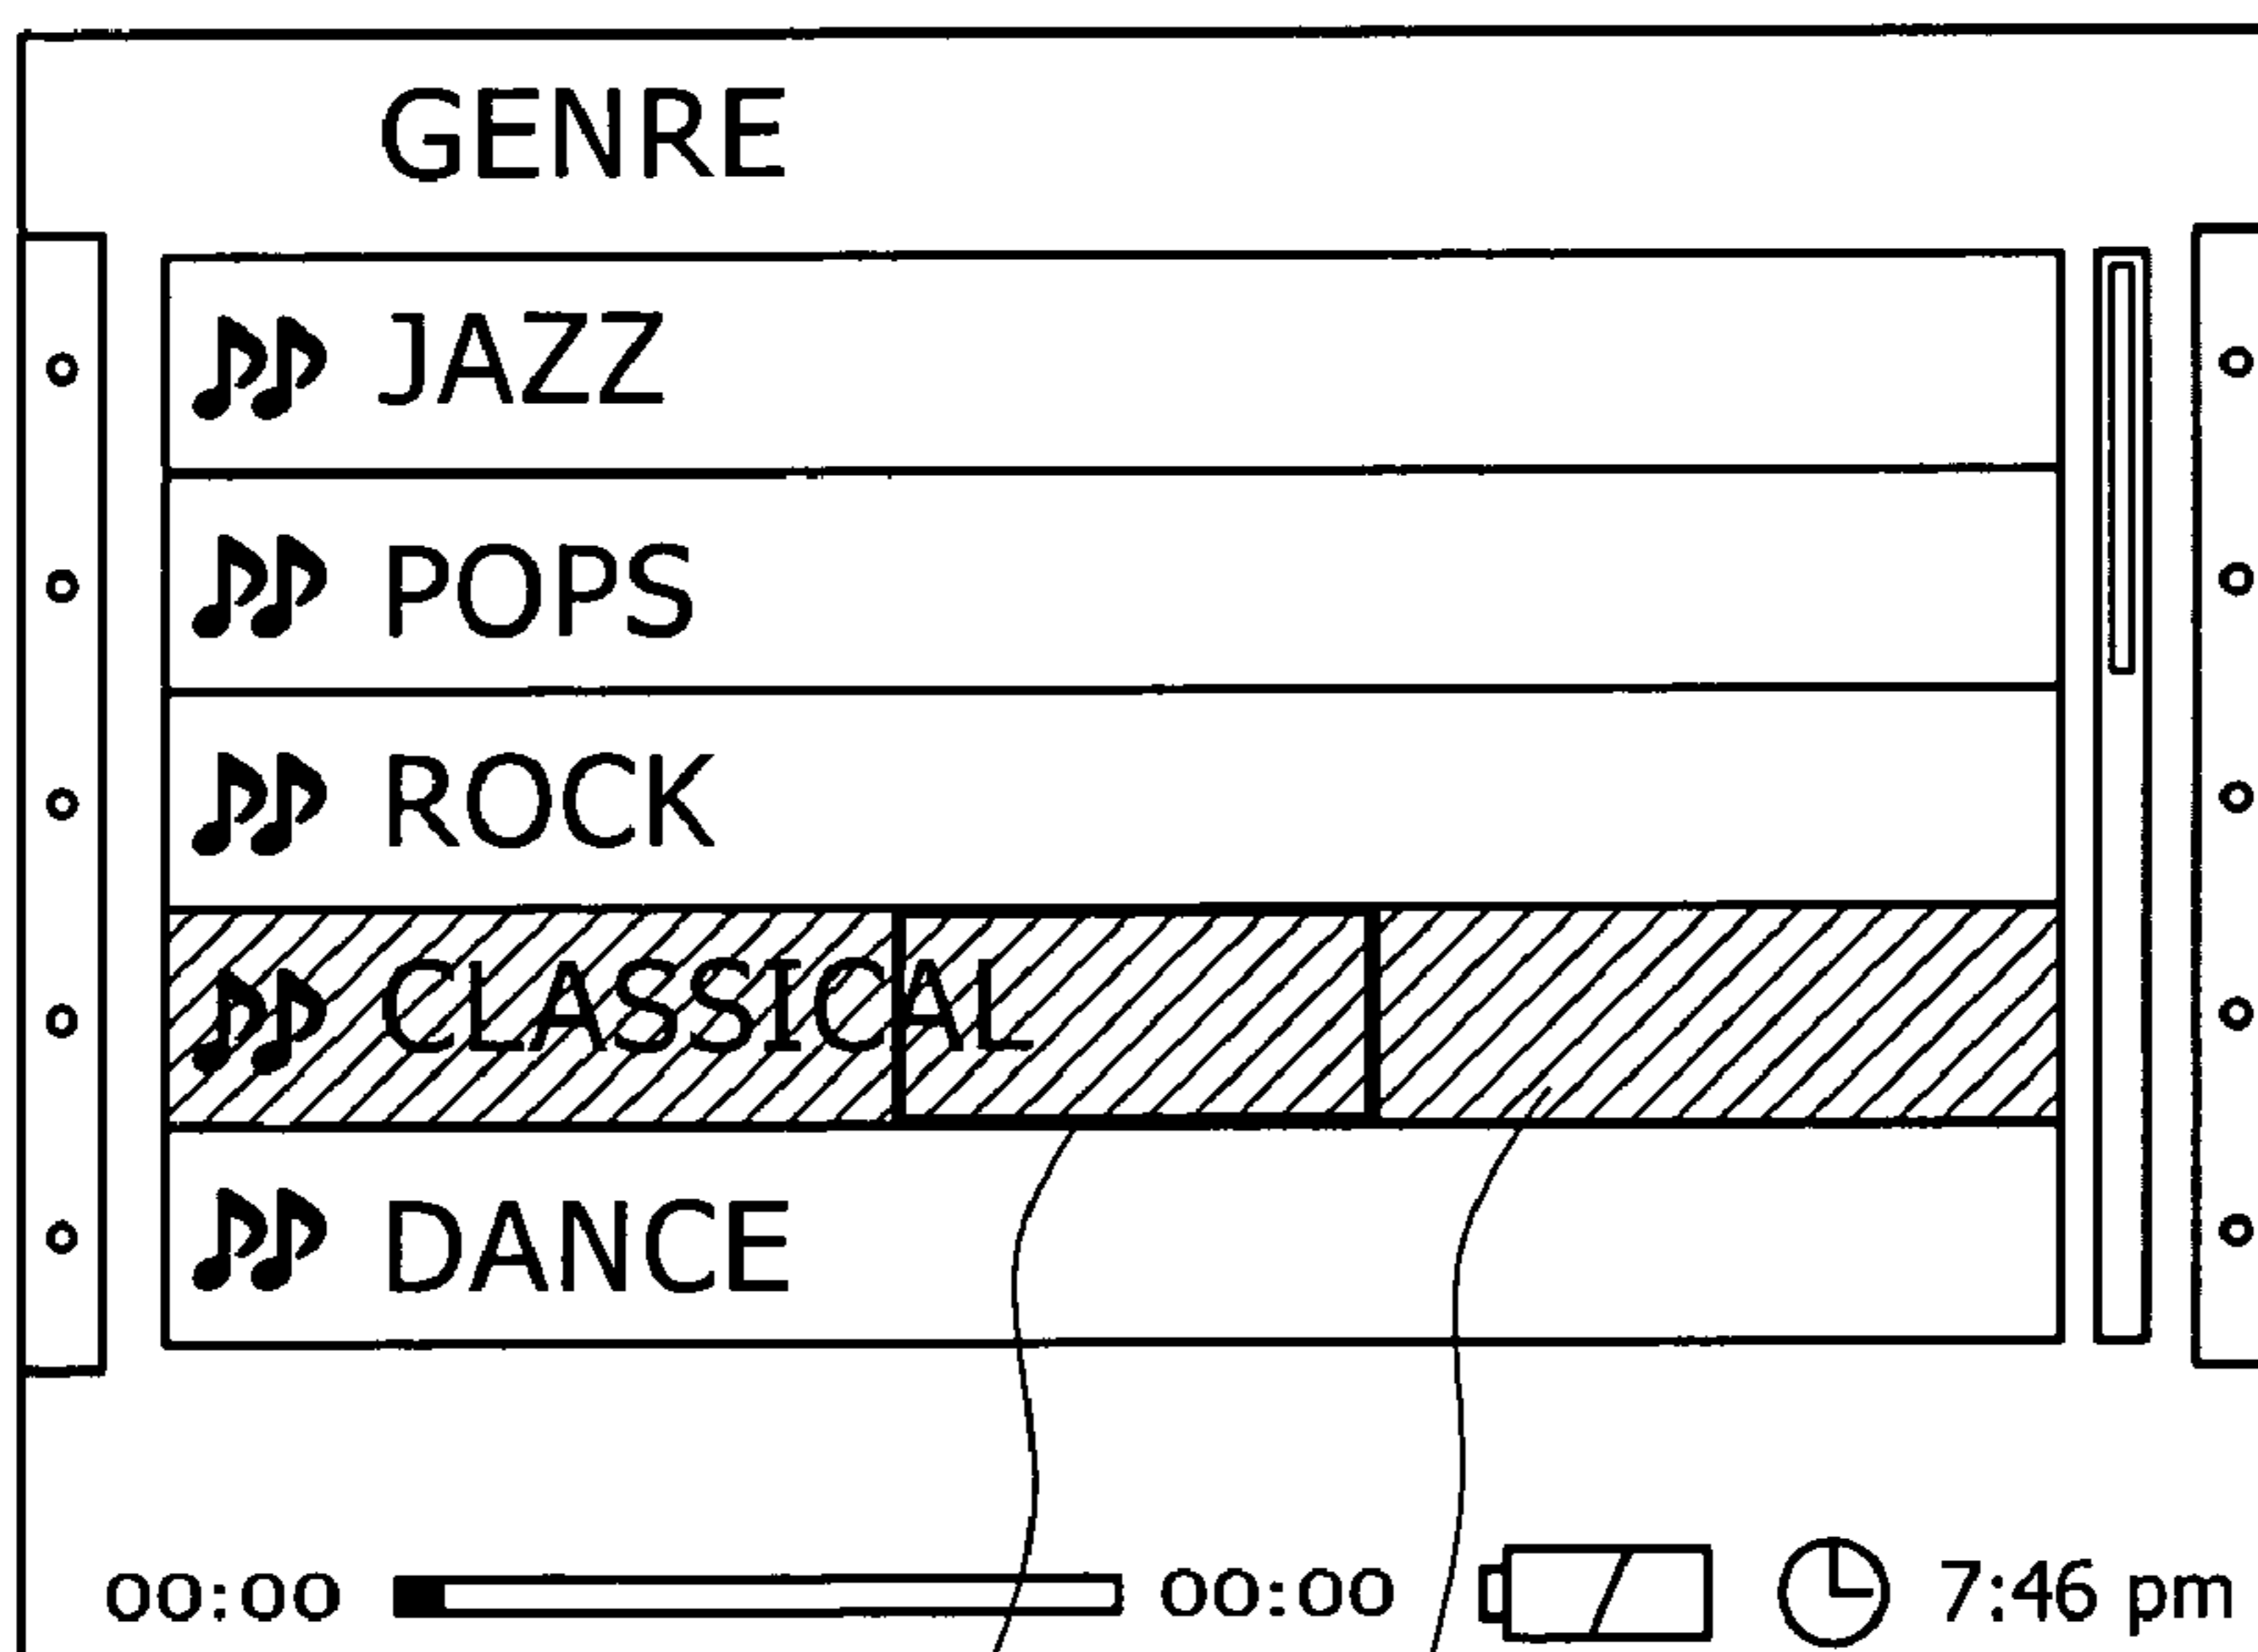 GENRE
JAZZ
POPS
ROCK
CLASSICAL
DANCE
00:00 00:00 7:46 pm